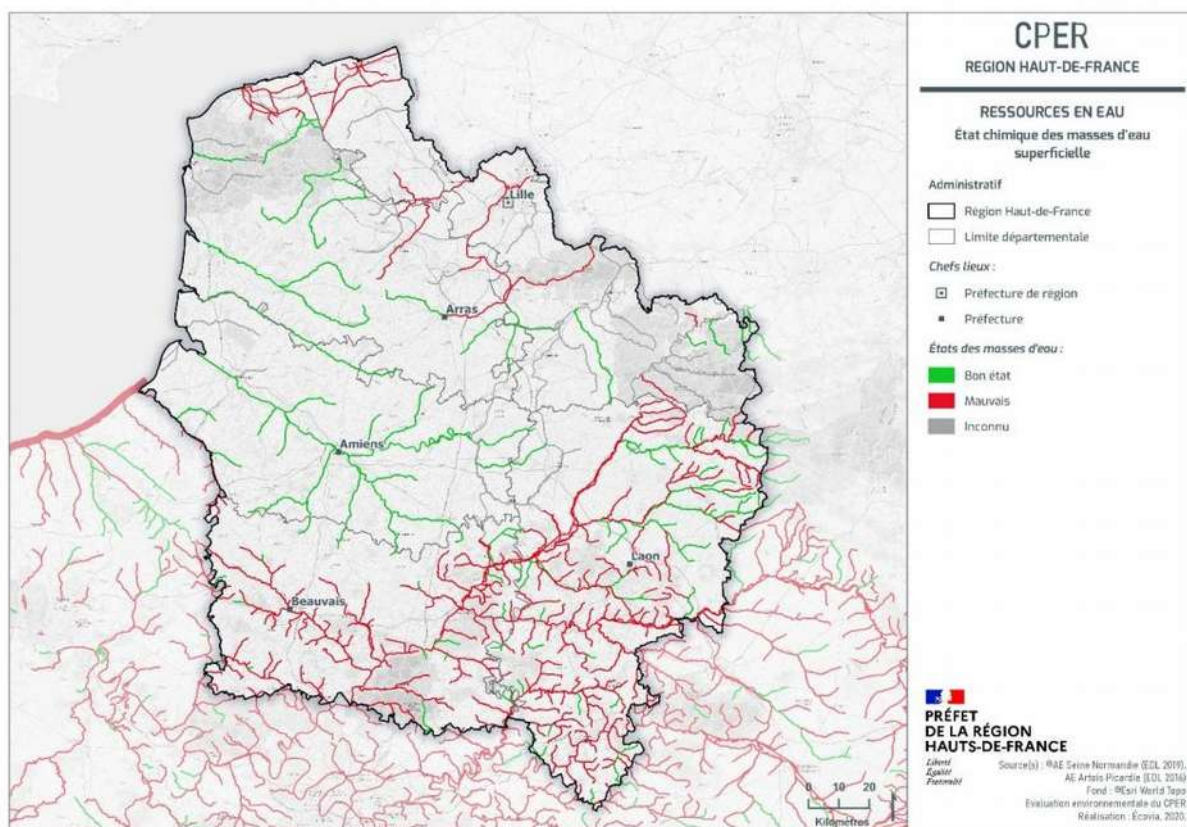 CPER
REGION HAUT-DE-FRANCE
RESSOURCES EN EAU
État chimique des masses d'eau
superficielle
Administratif
Région Haut-de-France
Limite départementale
Chefs lieux :
Préfecture de région
Préfecture
États des masses d'eau :
Bon état
Mauvais
Inconnu
Lille
Arras
Amiens
Laon
Beauvais
0 10 20
Kilomètres
PRÉFET
DE LA RÉGION
HAUTS-DE-FRANCE
Liberté
Égalité
Fraternité
Source(s) : ©AE Seine Normandie (EDL 2019),
AE Artois Picardie (EDL 2016)
Fond : ©Esri World Topo
Evaluation environnementale du CPER
Réalisation : Écovia, 2020.